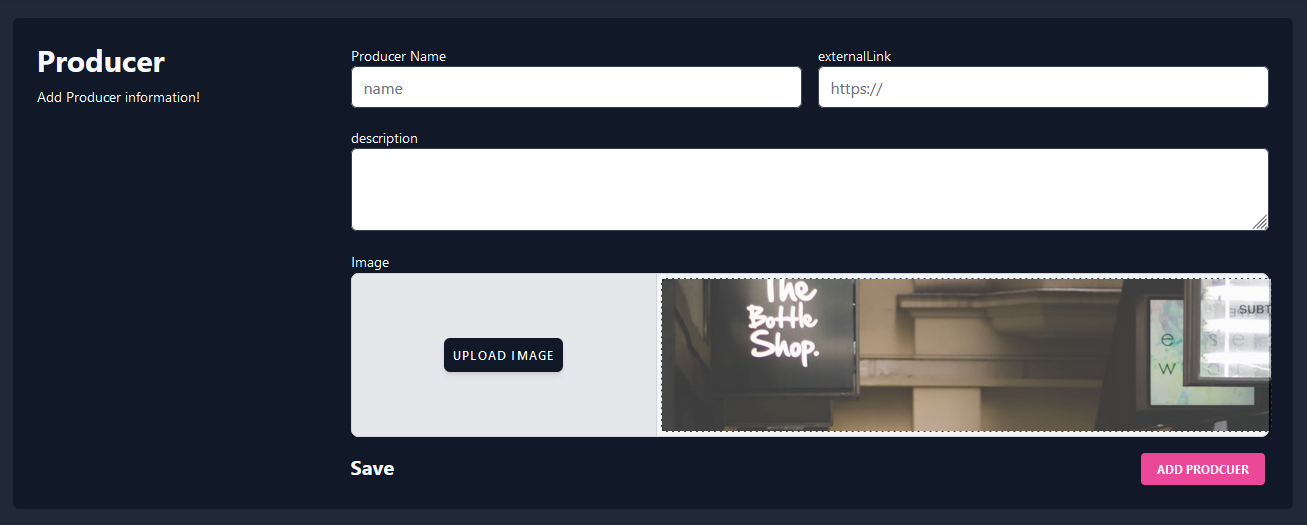 Producer
Add Producer information!
Producer Name
externalLink
name
https://
description
Image
UPLOAD IMAGE
The
Bottle
Shop.
SUBT
e s e
w
Save
ADD PRODCUER